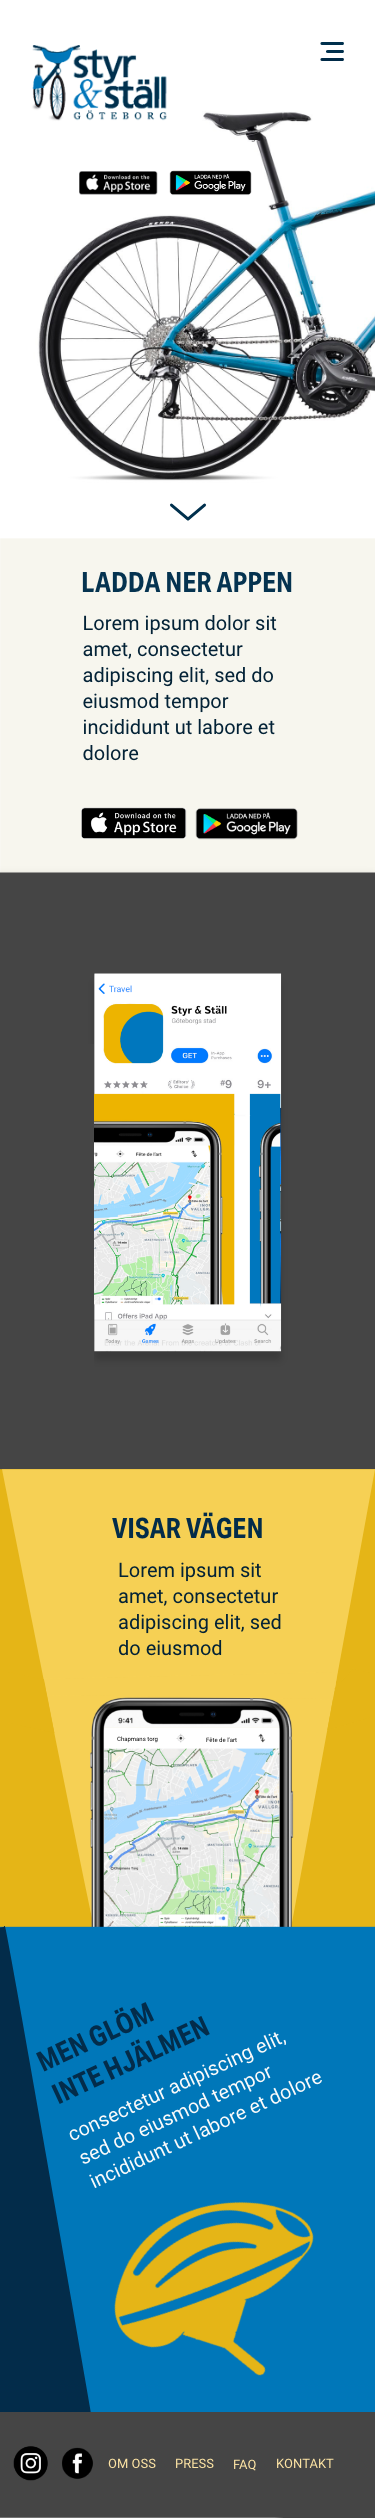 styr
& ställ
GÖTEBORG
Download on the
App Store
LADDA NED PÅ
Google Play
LADDA NER APPEN
Lorem ipsum dolor sit
amet, consectetur
adipiscing elit, sed do
eiusmod tempor
incididunt ut labore et
dolore
Download on the
App Store
LADDA NED PÅ
Google Play
Travel
Styr & Ställ
Göteborgs stad
GET
In-App
Purchases
Editors'
Choice
#9
9+
Fête de l'art
Offers iPad App
Today
Games
Apps
Updates
Search
VISAR VÄGEN
Lorem ipsum sit
amet, consectetur
adipiscing elit, sed
do eiusmod
9:41
Chapmans torg
Fête de l'art
MEN GLÖM
INTE HJÄLMEN
consectetur adipiscing elit,
sed do eiusmod tempor
incididunt ut labore et dolore
OM OSS
PRESS
FAQ
KONTAKT